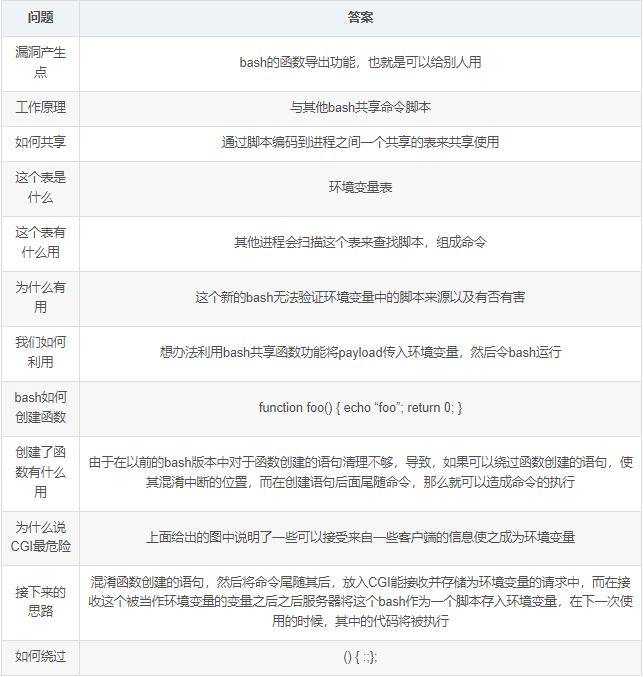 问题 答案
漏洞产生
点
bash的函数导出功能，也就是可以给别人用
工作原理 与其他bash共享命令脚本
如何共享 通过脚本编码到进程之间一个共享的表来共享使用
这个表是
什么
环境变量表
这个表有
什么用
其他进程会扫描这个表来查找脚本，组成命令
为什么有
用
这个新的bash无法验证环境变量中的脚本来源以及有否有害
我们如何
利用
想办法利用bash共享函数功能将payload传入环境变量，然后令bash运行
bash如何
创建函数
function foo() { echo “foo”; return 0; }
创建了函
数有什么
用
由于在以前的bash版本中对于函数创建的语句清理不够，导致，如果可以绕过函数创建的语句，使
其混淆中断的位置，而在创建语句后面尾随命令，那么就可以造成命令的执行
为什么说
CGI最危险
上面给出的图中说明了一些可以接受来自一些客户端的信息使之成为环境变量
接下来的
思路
混淆函数创建的语句，然后将命令尾随其后，放入CGI能接收并存储为环境变量的请求中，而在接
收这个被当作环境变量的变量之后之后服务器将这个bash作为一个脚本存入环境变量，在下一次使
用的时候，其中的代码将被执行
如何绕过 () { :;};